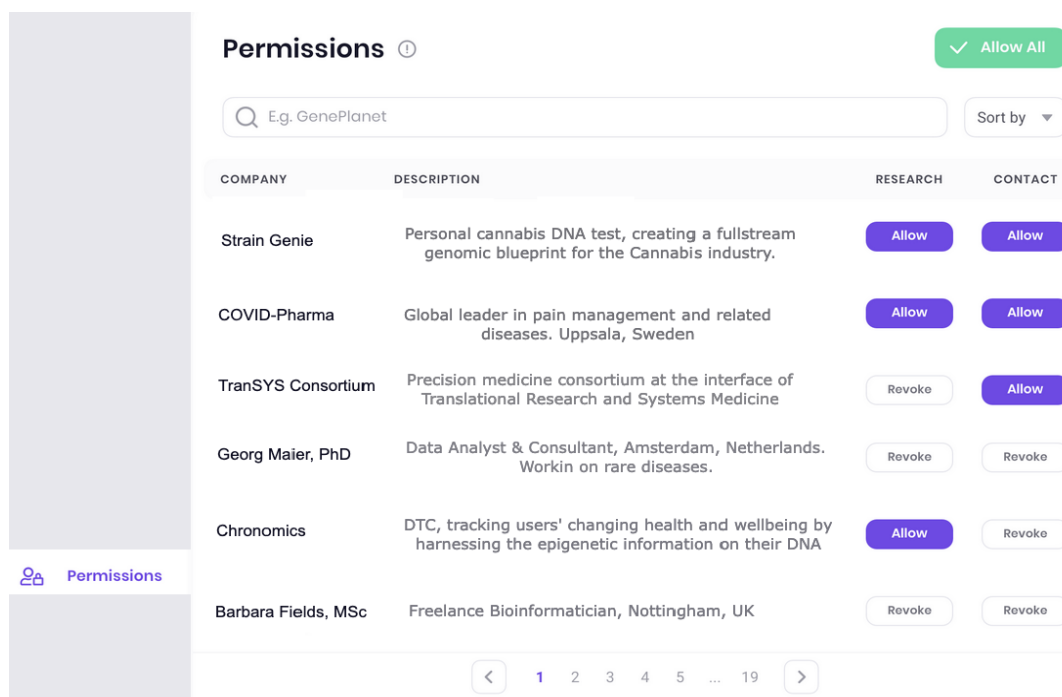 Permissions
Allow All
E.g. GenePlanet
Sort by
COMPANY DESCRIPTION RESEARCH CONTACT
Strain Genie
Personal cannabis DNA test, creating a fullstream
genomic blueprint for the Cannabis industry.
Allow Allow
COVID-Pharma
Global leader in pain management and related
diseases. Uppsala, Sweden
Allow Allow
TranSYS Consortium
Precision medicine consortium at the interface of
Translational Research and Systems Medicine
Revoke Allow
Georg Maier, PhD
Data Analyst & Consultant, Amsterdam, Netherlands.
Workin on rare diseases.
Revoke Revoke
Chronomics
DTC, tracking users' changing health and wellbeing by
harnessing the epigenetic information on their DNA
Allow Revoke
Permissions
Barbara Fields, MSc
Freelance Bioinformatician, Nottingham, UK
Revoke Revoke
1 2 3 4 5 ... 19